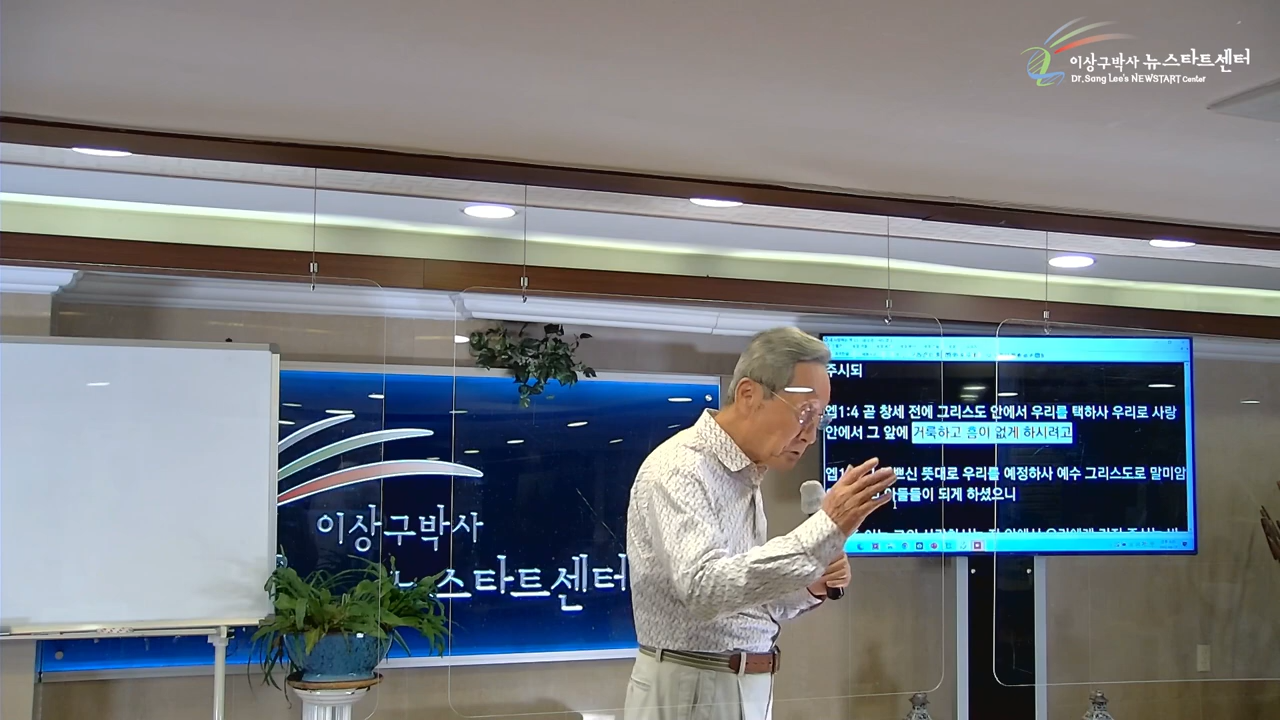 이상구박사 뉴스타트센터
Dr. Sang Lee's NEWSTART Center
주시되
엡1:4 곧 창세 전에 그리스도 안에서 우리를 택하사 우리로 사랑
안에서 그 앞에 거룩하고 흠이 없게 하시려고
엡1 쁘신 뜻대로 우리를 예정하사 예수 그리스도로 말미암
아들들이 되게 하셨으니
이상구박사
뉴스타트센터